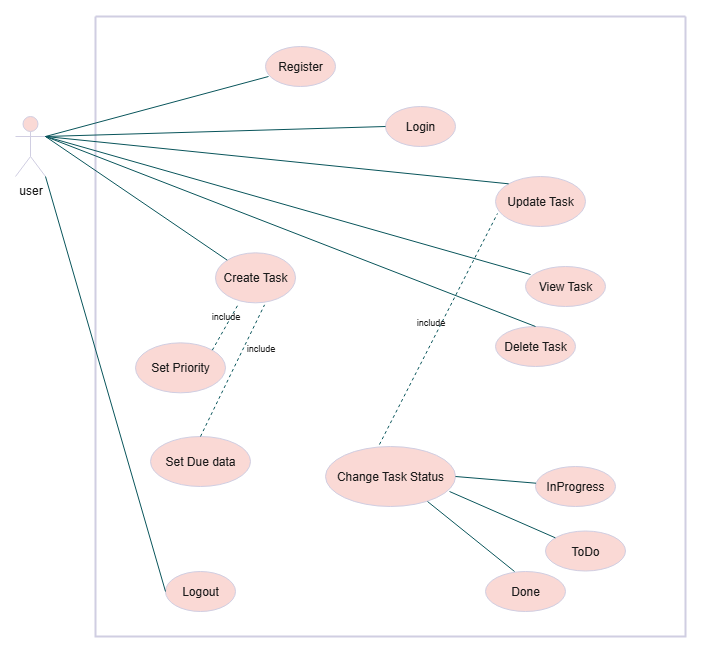 Register
Login
user
Update Task
Create Task
View Task
include
include
Delete Task
include
Set Priority
Set Due data
Change Task Status
InProgress
ToDo
Logout
Done